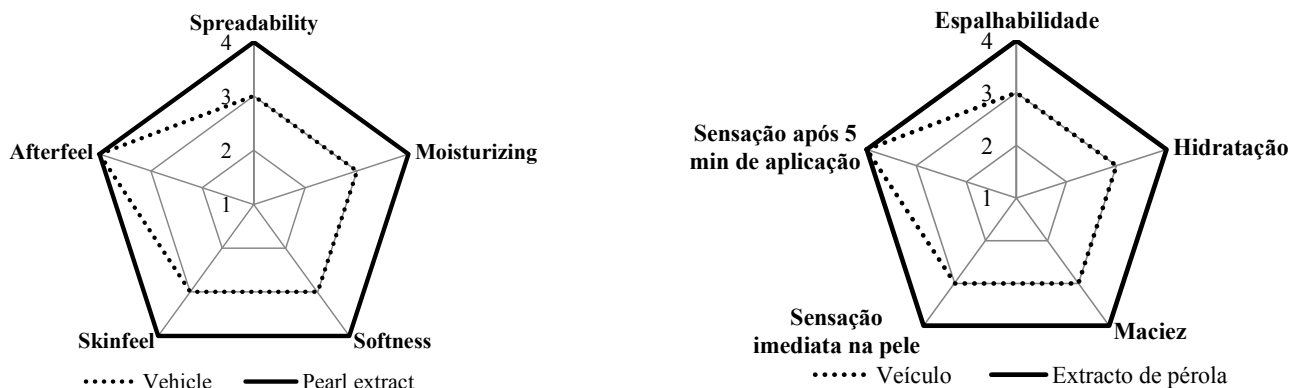 Spreadability
4
3
2
1
Afterfeel
Moisturizing
Skinfeel
Softness
Vehicle
Pearl extract
Espalhabilidade
4
3
2
1
Sensação após 5
min de aplicação
Hidratação
Sensação
imediata na pele
Maciez
Veículo
Extracto de pérola